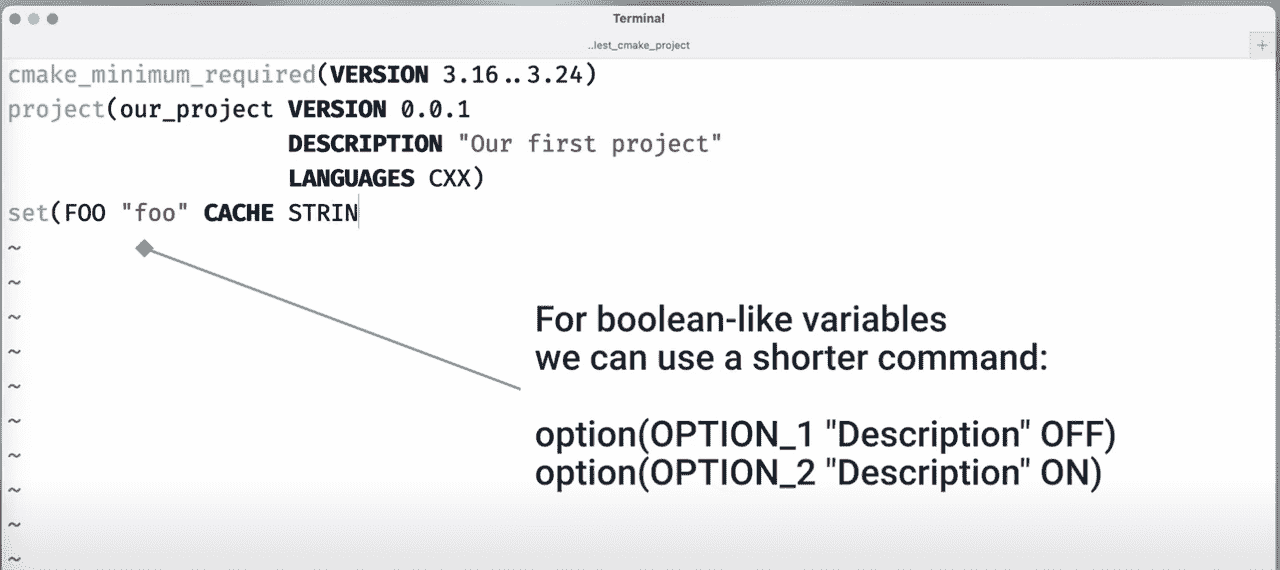 Terminal
..lest_cmake_project
+
cmake_minimum_required(VERSION 3.16..3.24)
project(our_project VERSION 0.0.1
DESCRIPTION "Our first project"
LANGUAGES CXX)
set(FOO "foo" CACHE STRIN
~
~
~
~
~
~
~
~
~
~
For boolean-like variables
we can use a shorter command:
option(OPTION_1 "Description" OFF)
option(OPTION_2 "Description" ON)